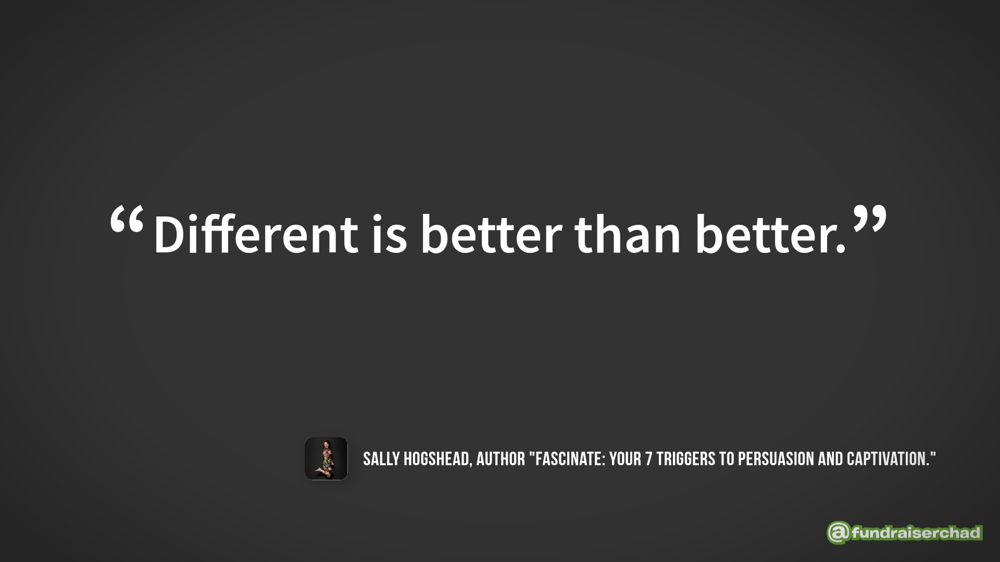 “Different is better than better.”
SALLY HOGSHEAD, AUTHOR "FASCINATE: YOUR 7 TRIGGERS TO PERSUASION AND CAPTIVATION."
@fundraiserchad